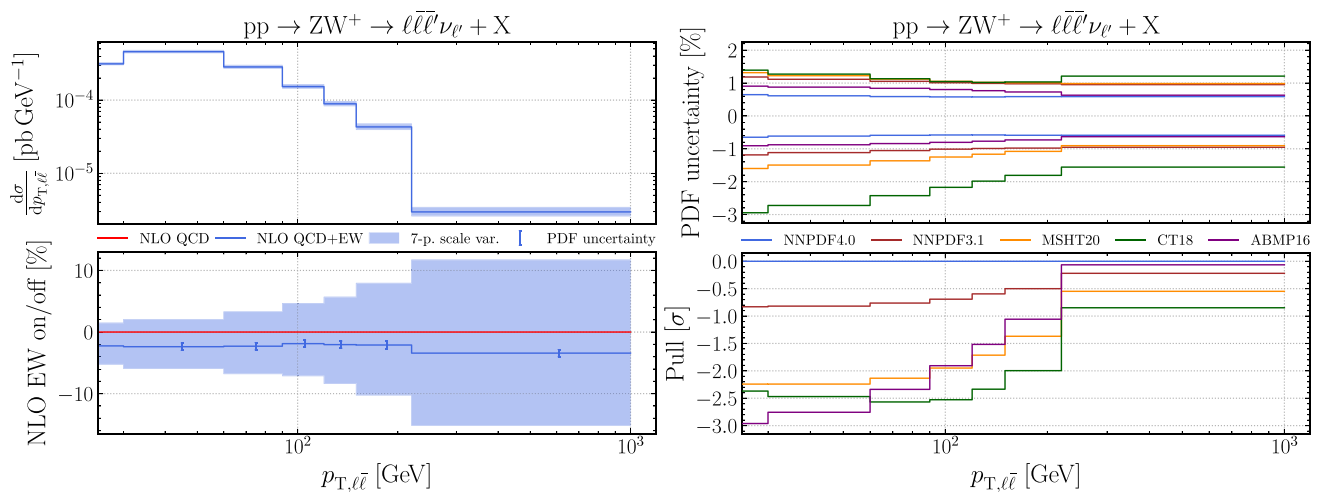 pp → ZW⁺ → ℓℓ̄ℓ̄′ν_ℓ′ + X
dσ/dp_T,ℓℓ̄ [pb GeV⁻¹]
10⁻⁴
10⁻⁵
NLO QCD NLO QCD+EW 7-p. scale var. PDF uncertainty
NLO EW on/off [%]
10
0
−10
10² 10³
p_T,ℓℓ̄ [GeV]
pp → ZW⁺ → ℓℓ̄ℓ̄′ν_ℓ′ + X
PDF uncertainty [%]
2
1
0
−1
−2
−3
NNPDF4.0 NNPDF3.1 MSHT20 CT18 ABMP16
Pull [σ]
0.0
−0.5
−1.0
−1.5
−2.0
−2.5
−3.0
10² 10³
p_T,ℓℓ̄ [GeV]